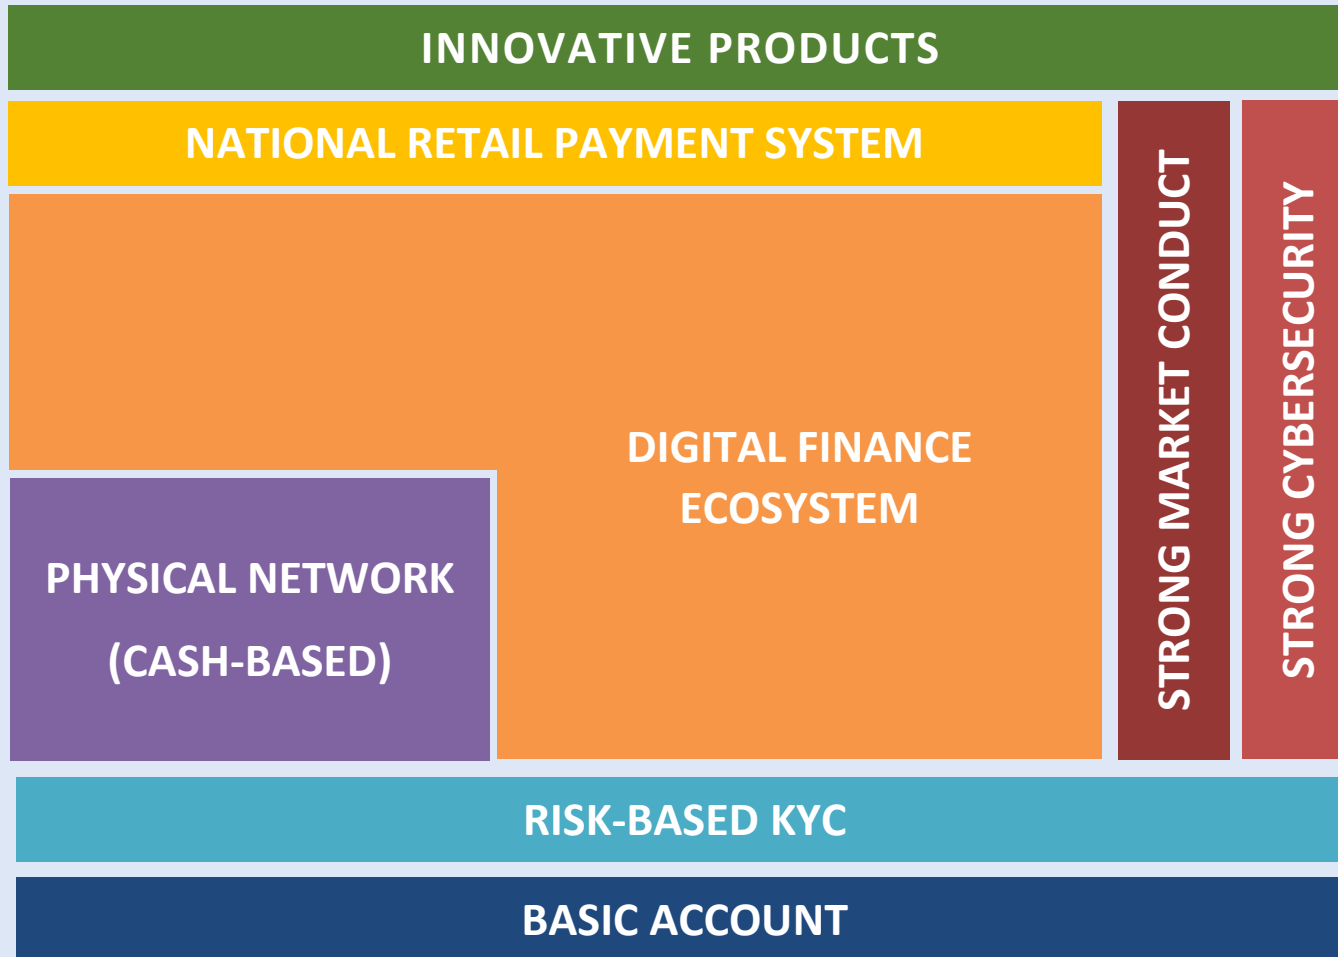 INNOVATIVE PRODUCTS
NATIONAL RETAIL PAYMENT SYSTEM
DIGITAL FINANCE
ECOSYSTEM
PHYSICAL NETWORK
(CASH-BASED)
STRONG MARKET CONDUCT
STRONG CYBERSECURITY
RISK-BASED KYC
BASIC ACCOUNT